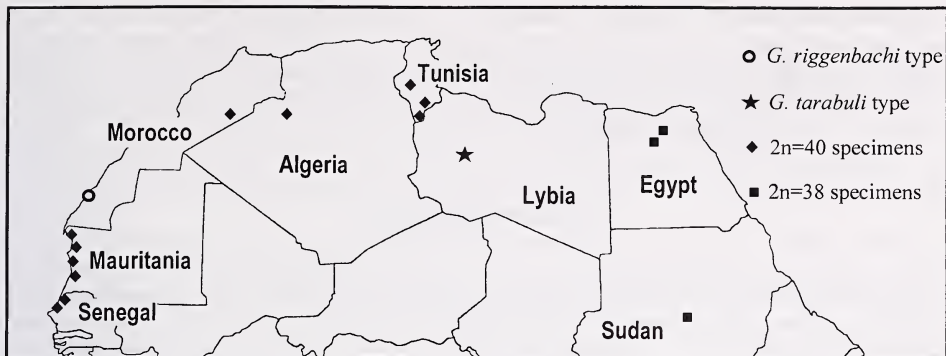 Tunisia
Morocco
Algeria
Lybia
Egypt
Mauritania
Senegal
Sudan
G. riggenbachi type
G. tarabuli type
2n=40 specimens
2n=38 specimens